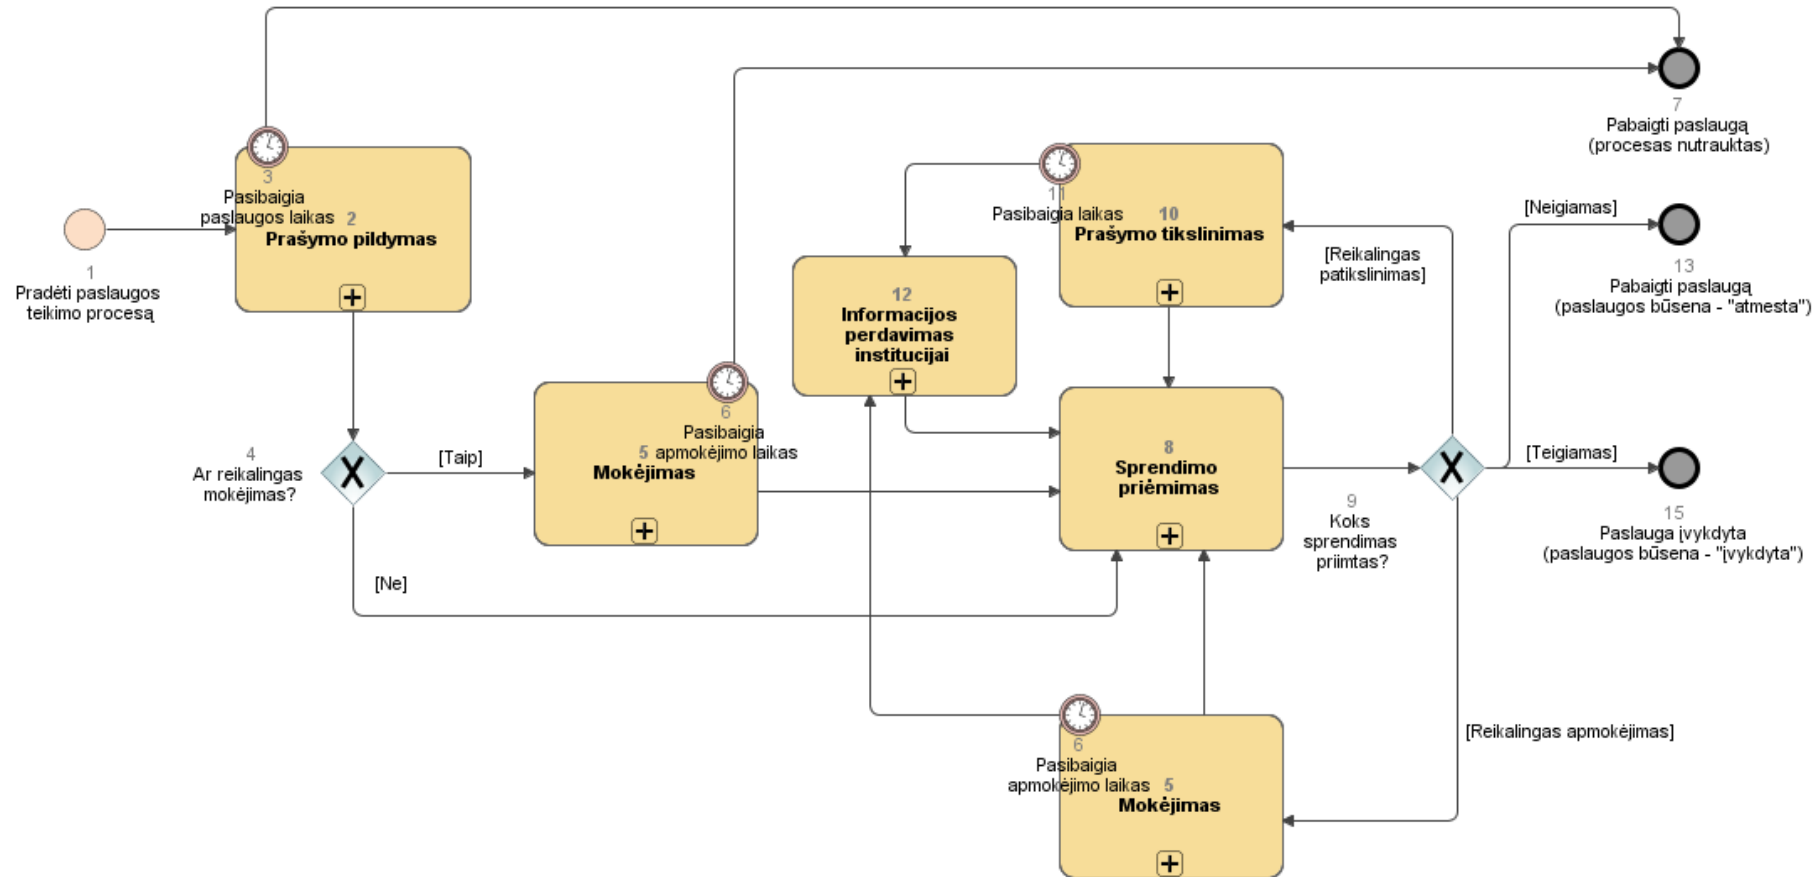 1
Pradėti paslaugos
teikimo procesą
3
Pasibaigia
paslaugos laikas
2
Prašymo pildymas
4
Ar reikalingas
mokėjimas?
[Taip]
[Ne]
6
Pasibaigia
apmokėjimo laikas
5
Mokėjimas
11
Pasibaigia laikas
10
Prašymo tikslinimas
12
Informacijos
perdavimas
institucijai
8
Sprendimo
priėmimas
9
Koks
sprendimas
priimtas?
[Reikalingas
patikslinimas]
[Neigiamas]
[Teigiamas]
[Reikalingas apmokėjimas]
6
Pasibaigia
apmokėjimo laikas
5
Mokėjimas
7
Pabaigti paslaugą
(procesas nutrauktas)
13
Pabaigti paslaugą
(paslaugos būsena - "atmesta")
15
Paslauga įvykdyta
(paslaugos būsena - "įvykdyta")